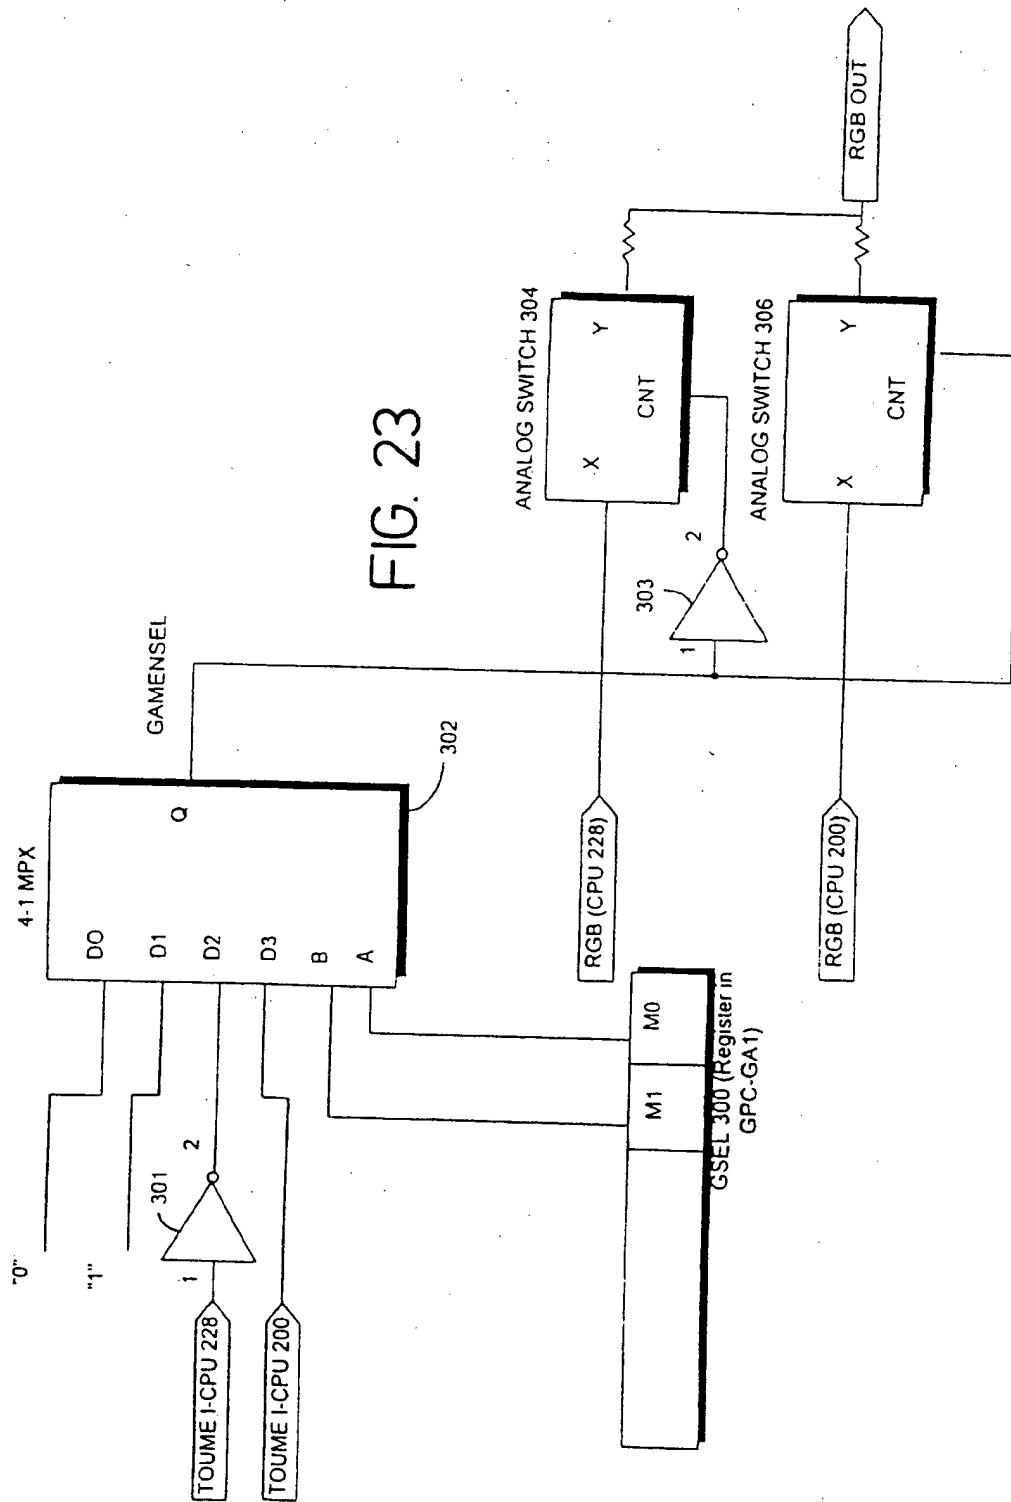 FIG. 23
"0"
"1"
TOUME I-CPU 228
TOUME I-CPU 200
1
301
2
4-1 MPX
DO
D1
D2
D3
B
A
Q
302
GAMENSEL
M1
M0
GSEL 300 (Register in
GPC-GA1)
RGB (CPU 228)
RGB (CPU 200)
1
303
2
ANALOG SWITCH 304
X
Y
CNT
ANALOG SWITCH 306
X
Y
CNT
RGB OUT